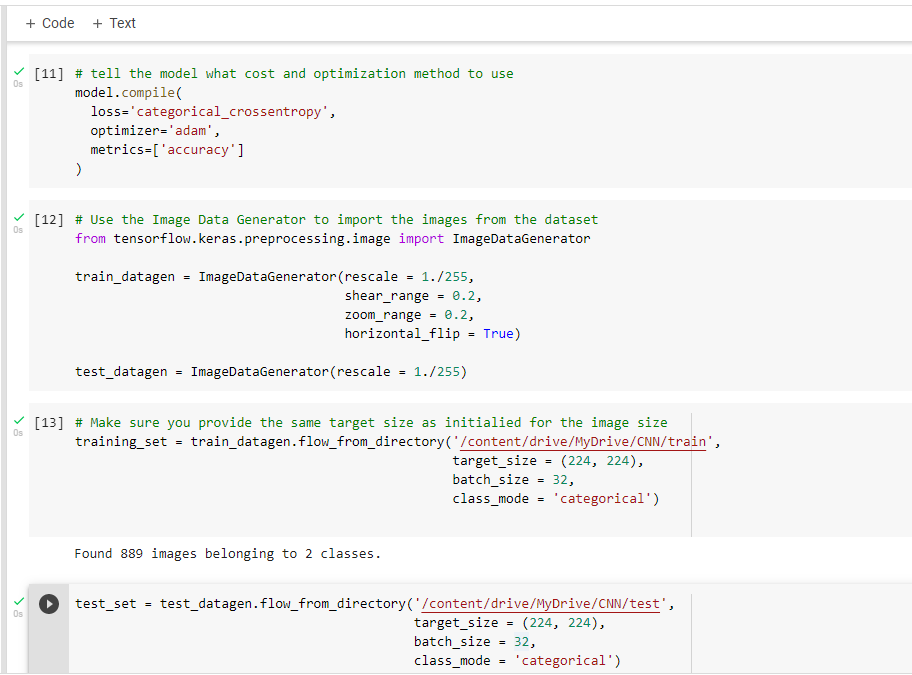 + Code + Text
[11] # tell the model what cost and optimization method to use
0s
model.compile(
  loss='categorical_crossentropy',
  optimizer='adam',
  metrics=['accuracy']
)
[12] # Use the Image Data Generator to import the images from the dataset
0s
from tensorflow.keras.preprocessing.image import ImageDataGenerator
train_datagen = ImageDataGenerator(rescale = 1./255,
                                   shear_range = 0.2,
                                   zoom_range = 0.2,
                                   horizontal_flip = True)
test_datagen = ImageDataGenerator(rescale = 1./255)
[13] # Make sure you provide the same target size as initialied for the image size
0s
training_set = train_datagen.flow_from_directory('/content/drive/MyDrive/CNN/train',
                                                 target_size = (224, 224),
                                                 batch_size = 32,
                                                 class_mode = 'categorical')
Found 889 images belonging to 2 classes.
test_set = test_datagen.flow_from_directory('/content/drive/MyDrive/CNN/test',
0s
                                            target_size = (224, 224),
                                            batch_size = 32,
                                            class_mode = 'categorical')